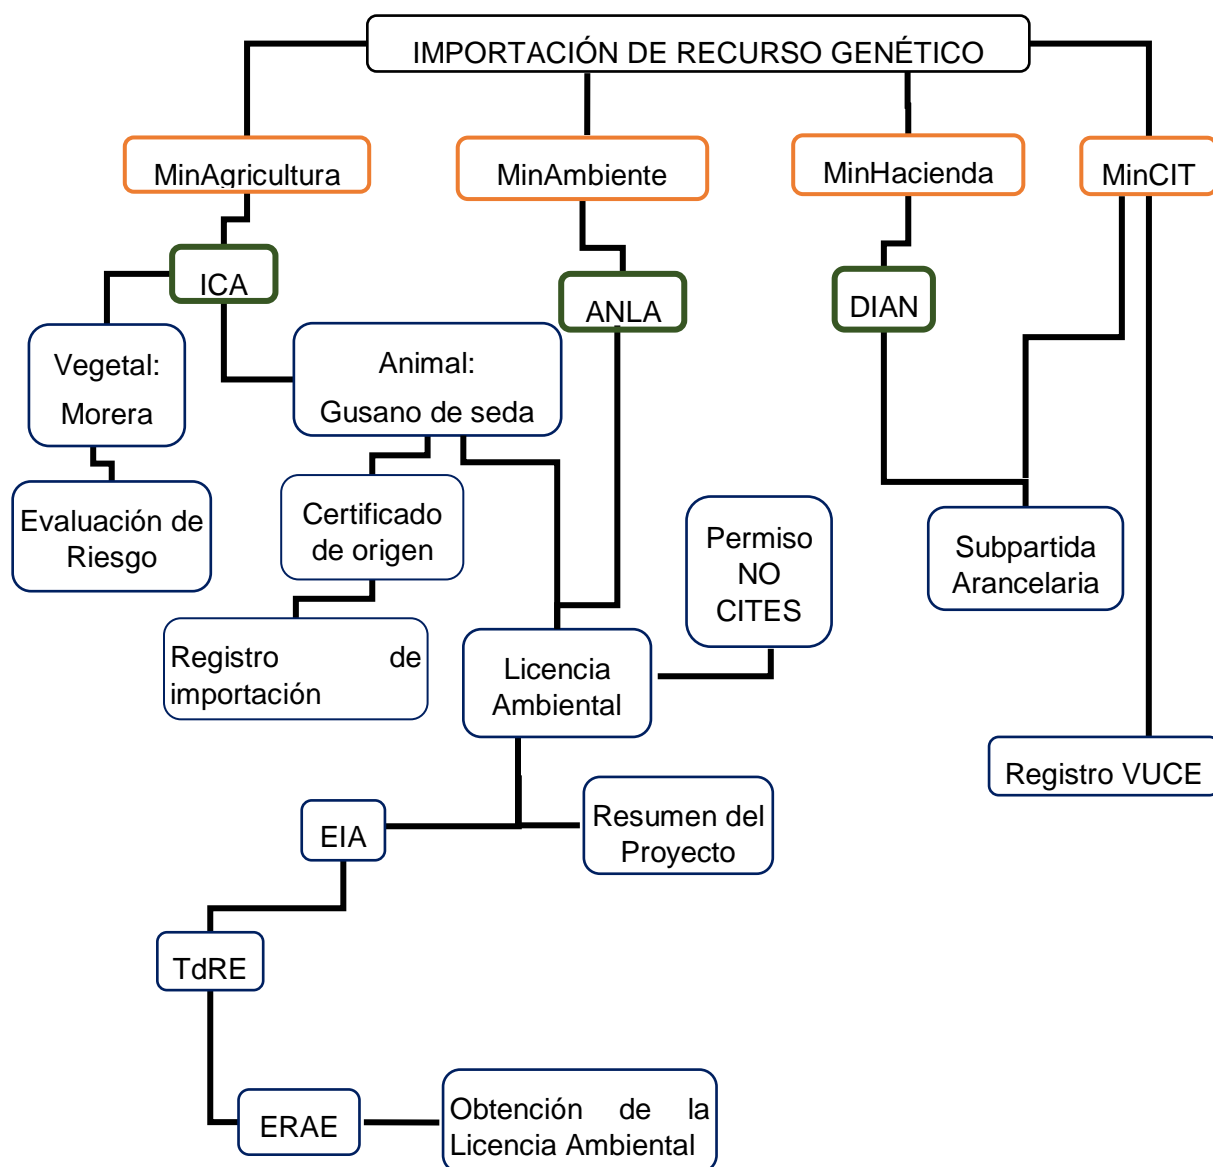 IMPORTACIÓN DE RECURSO GENÉTICO
MinAgricultura
MinAmbiente
MinHacienda
MinCIT
ICA
ANLA
DIAN
Vegetal:
Morera
Animal:
Gusano de seda
Evaluación de
Riesgo
Certificado
de origen
Permiso
NO
CITES
Subpartida
Arancelaria
Registro de
importación
Licencia
Ambiental
Registro VUCE
EIA
Resumen del
Proyecto
TdRE
ERAE
Obtención de la
Licencia Ambiental